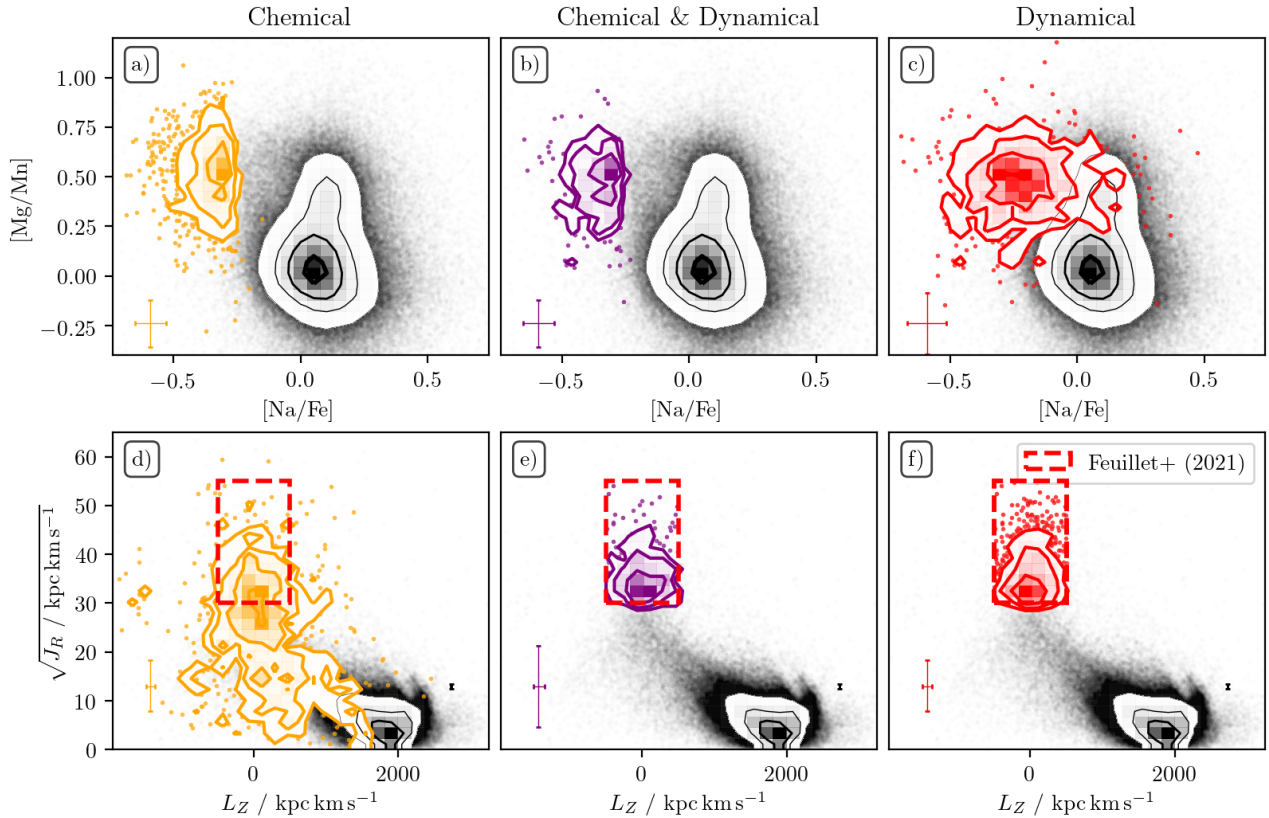 Chemical
Chemical & Dynamical
Dynamical
a)
b)
c)
1.00
0.75
0.50
0.25
0.00
−0.25
[Mg/Mn]
−0.5 0.0 0.5
−0.5 0.0 0.5
−0.5 0.0 0.5
[Na/Fe]
[Na/Fe]
[Na/Fe]
d)
e)
f)
Feuillet+ (2021)
60
50
40
30
20
10
0
√J_R / kpc km s⁻¹
0 2000
0 2000
0 2000
L_Z / kpc km s⁻¹
L_Z / kpc km s⁻¹
L_Z / kpc km s⁻¹